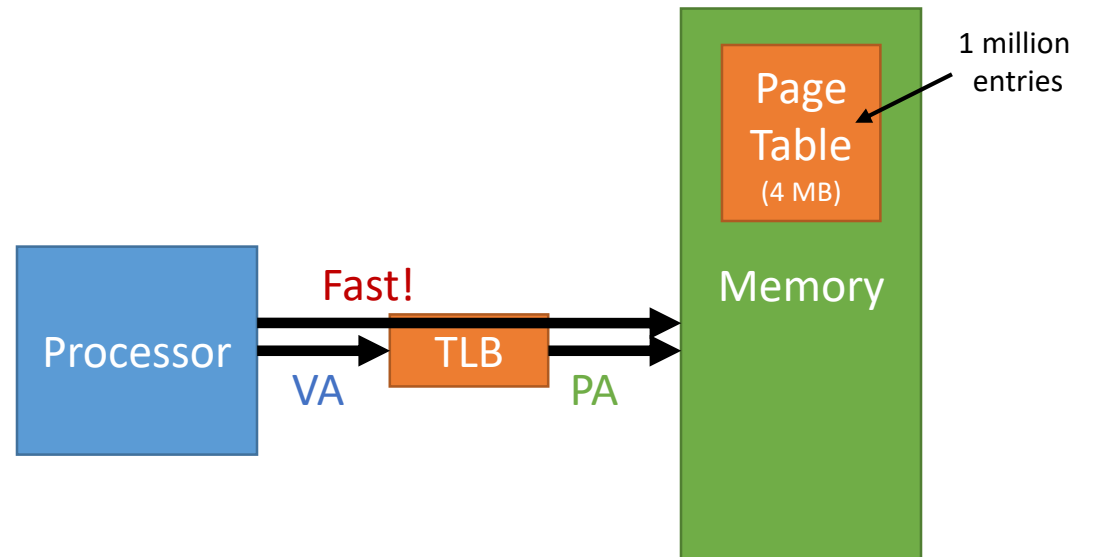 1 million
entries
Page
Table
(4 MB)
Memory
Fast!
Processor
TLB
VA
PA